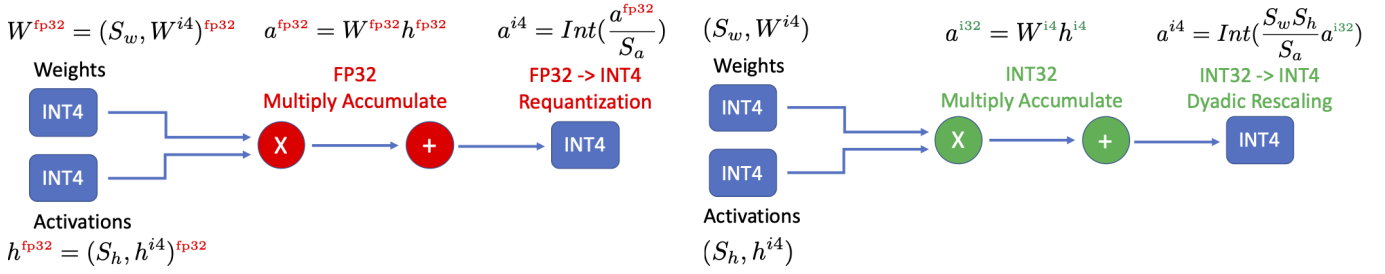 W^{fp32} = (S_w, W^{i4})^{fp32}
a^{fp32} = W^{fp32}h^{fp32}
a^{i4} = Int(\frac{a^{fp32}}{S_a})
Weights
FP32
Multiply Accumulate
FP32 -> INT4
Requantization
INT4
X
+
INT4
INT4
Activations
h^{fp32} = (S_h, h^{i4})^{fp32}
(S_w, W^{i4})
a^{i32} = W^{i4}h^{i4}
a^{i4} = Int(\frac{S_w S_h}{S_a}a^{i32})
Weights
INT32
Multiply Accumulate
INT32 -> INT4
Dyadic Rescaling
INT4
X
+
INT4
INT4
Activations
(S_h, h^{i4})